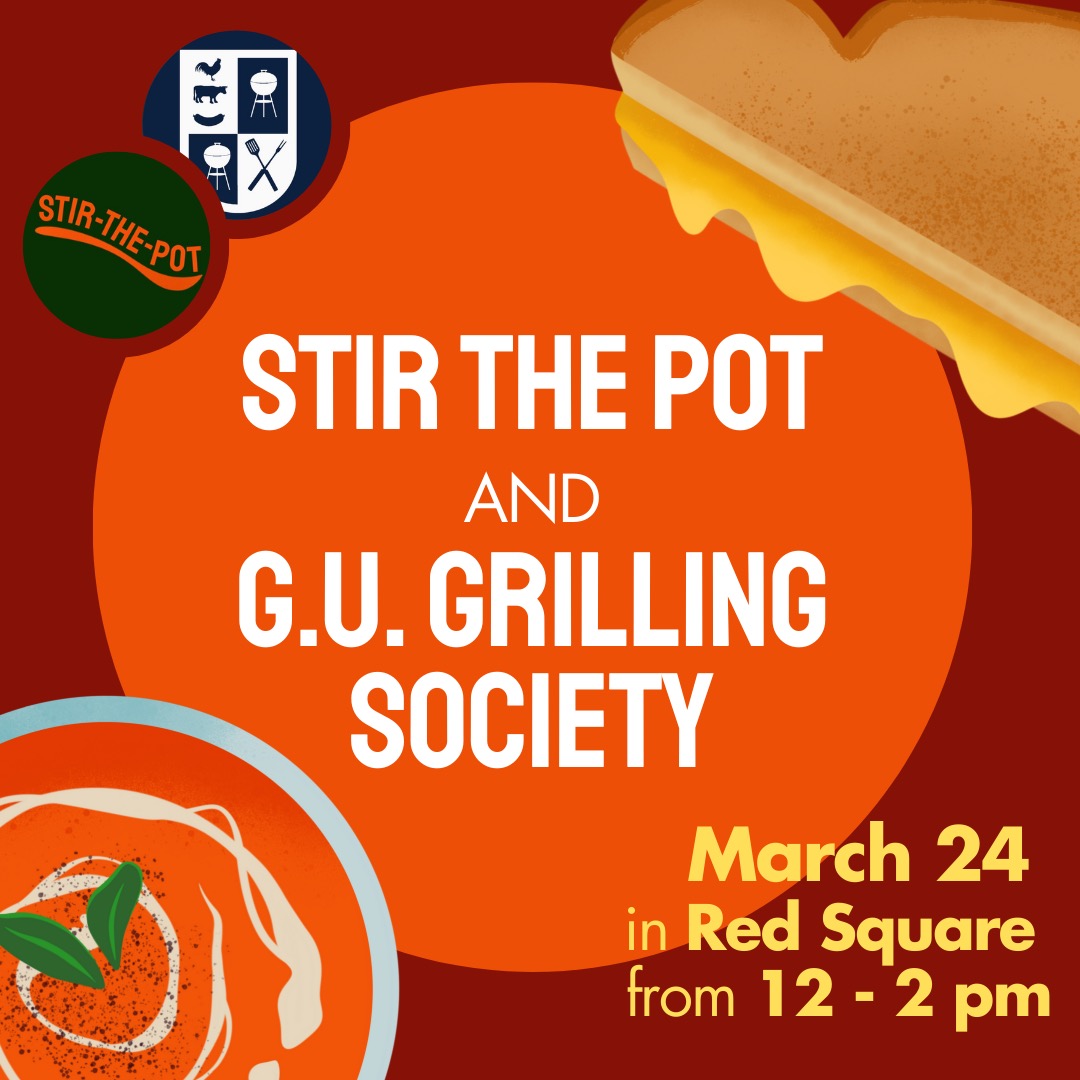 STIR-THE-POT
STIR THE POT
AND
G.U. GRILLING
SOCIETY
March 24
in Red Square
from 12 - 2 pm